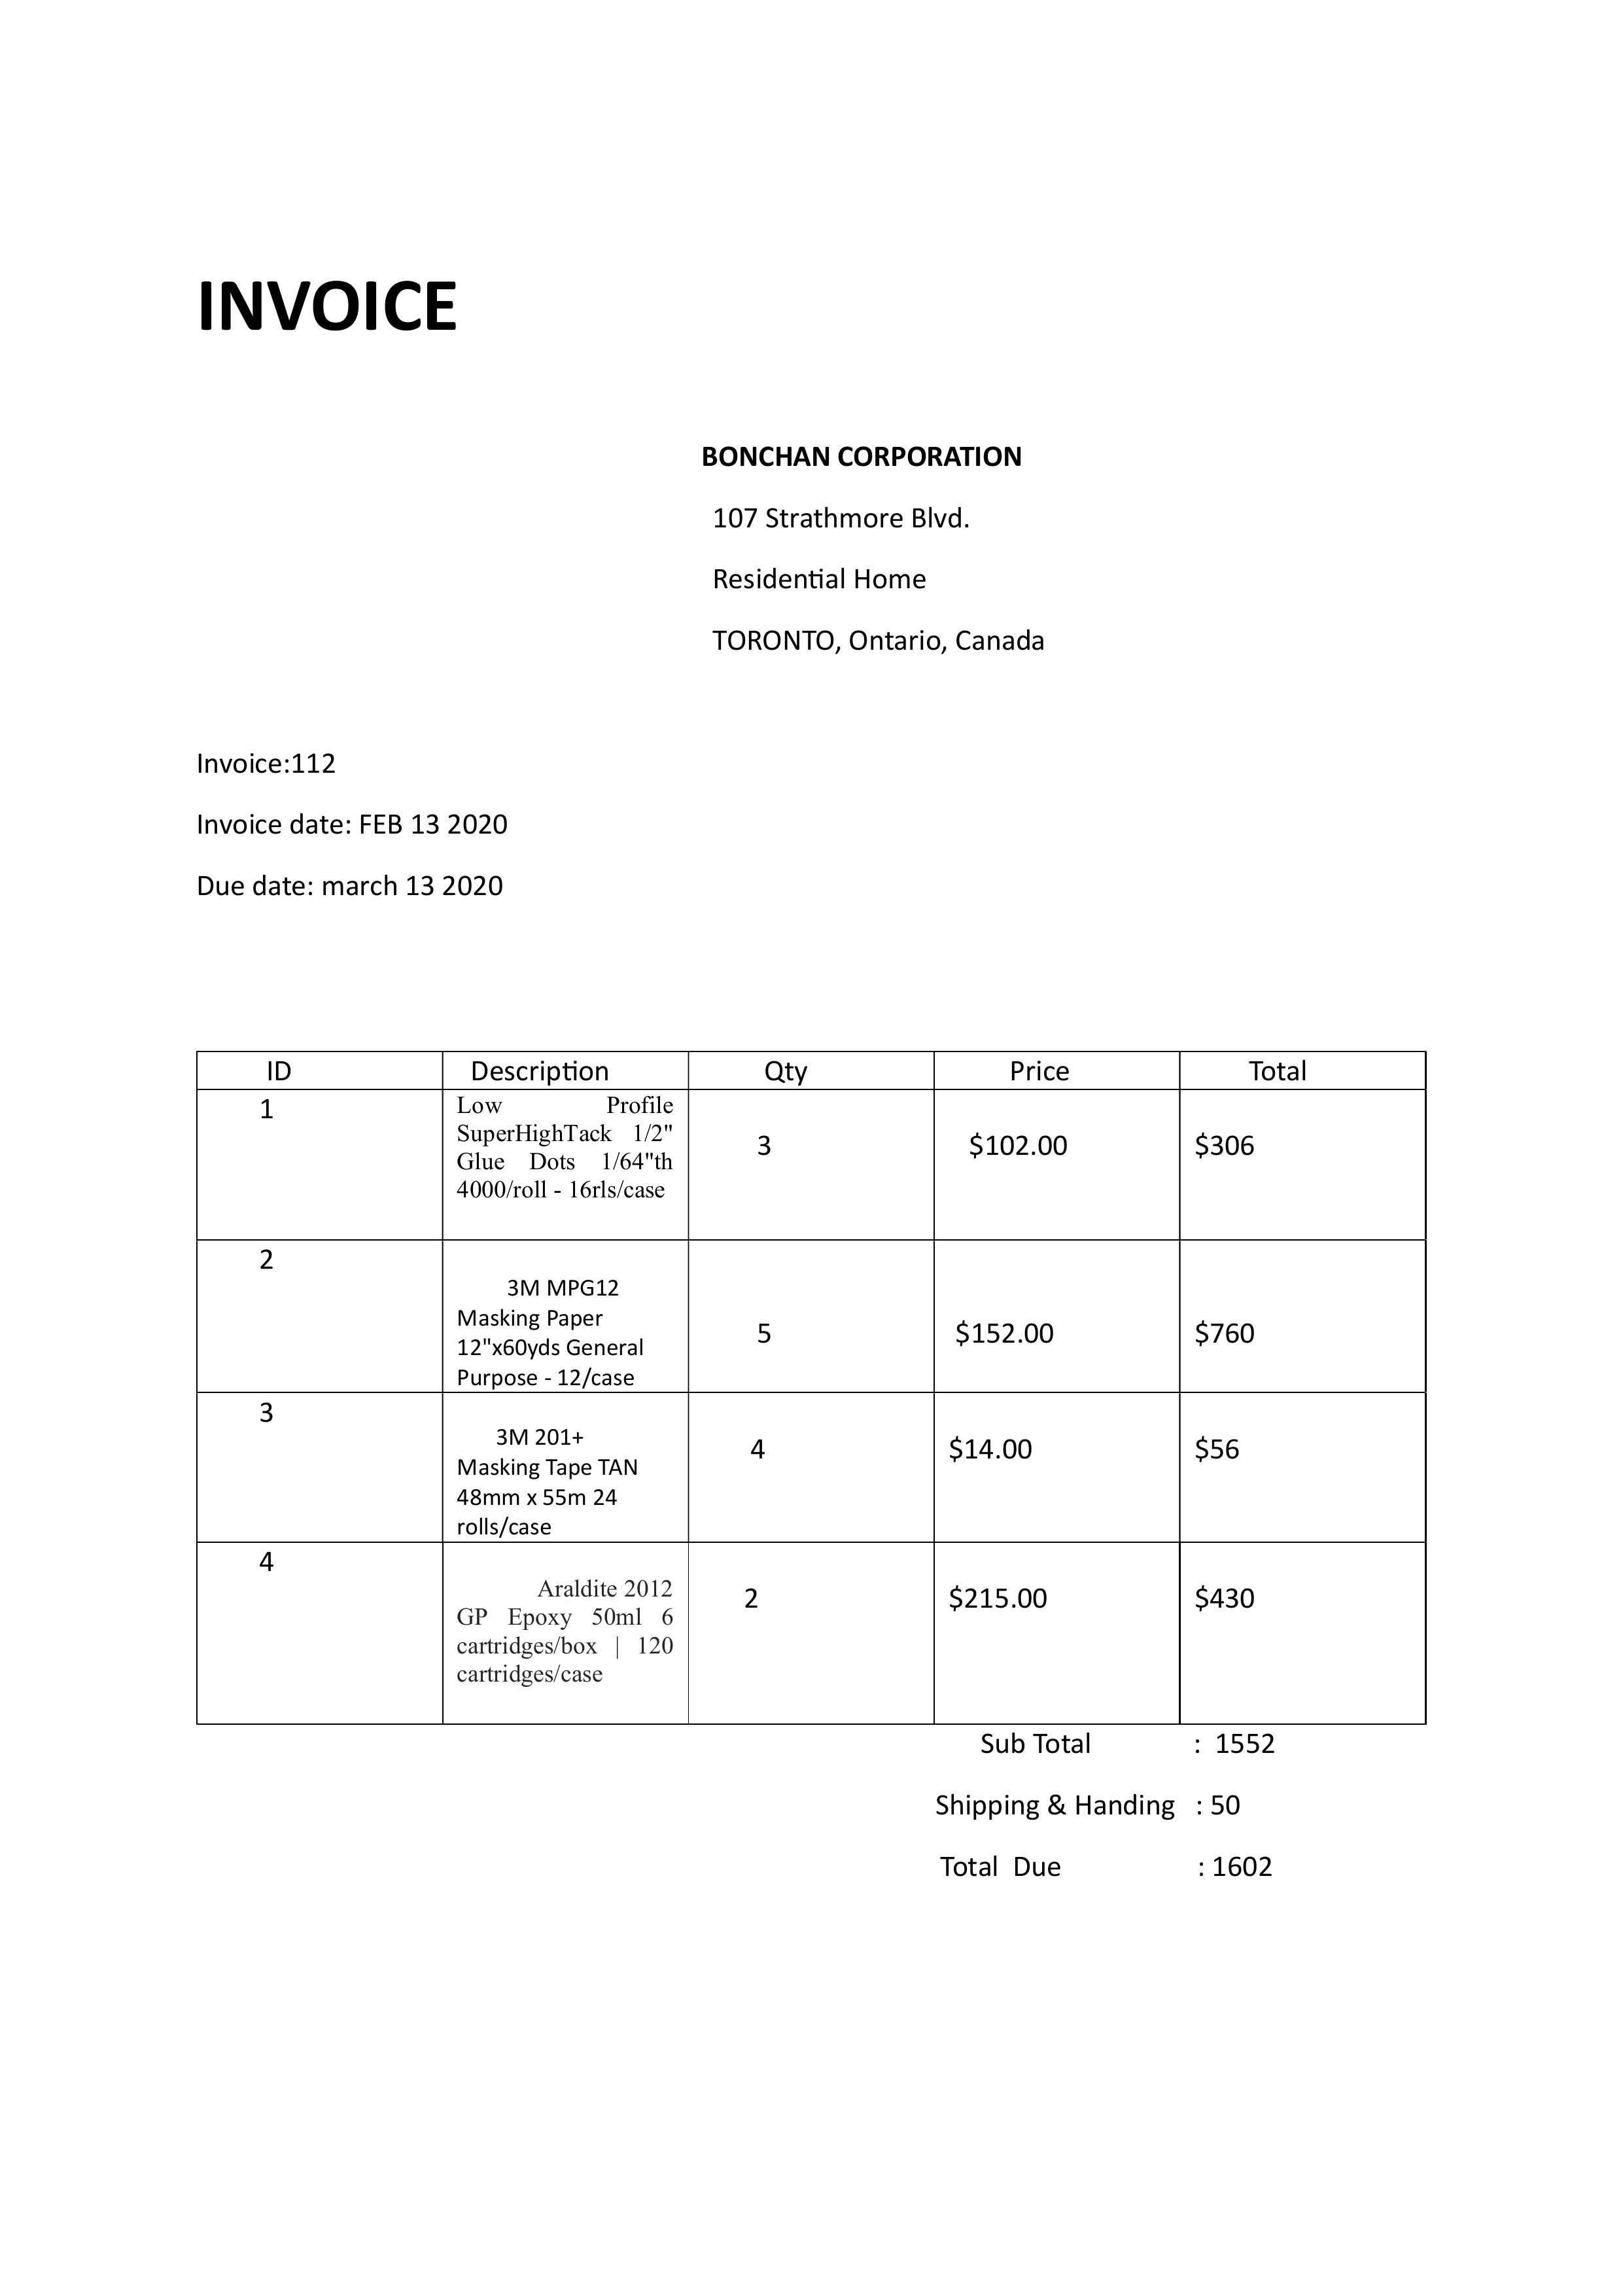 INVOICE
BONCHAN CORPORATION
107 Strathmore Blvd.
Residential Home
TORONTO, Ontario, Canada
Invoice:112
Invoice date: FEB 13 2020
Due date: march 13 2020
ID Description Qty Price Total
1 Low Profile
SuperHighTack 1/2"
Glue Dots 1/64"th
4000/roll - 16rls/case
3 $102.00 $306
2
3M MPG12
Masking Paper
12"x60yds General
Purpose - 12/case
5 $152.00 $760
3
3M 201+
Masking Tape TAN
48mm x 55m 24
rolls/case
4 $14.00 $56
4
Araldite 2012
GP Epoxy 50ml 6
cartridges/box | 120
cartridges/case
2 $215.00 $430
Sub Total : 1552
Shipping & Handing : 50
Total Due : 1602